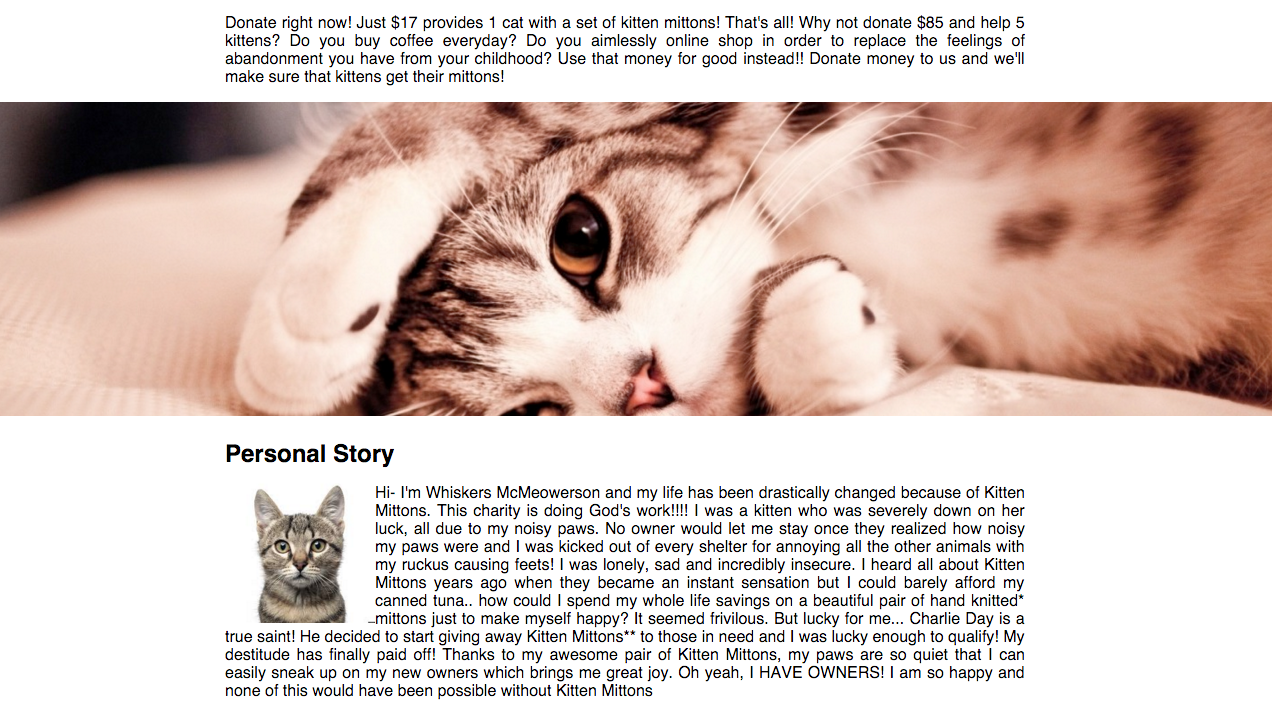 Donate right now! Just $17 provides 1 cat with a set of kitten mittons! That's all! Why not donate $85 and help 5
kittens? Do you buy coffee everyday? Do you aimlessly online shop in order to replace the feelings of
abandonment you have from your childhood? Use that money for good instead!! Donate money to us and we'll
make sure that kittens get their mittons!
Personal Story
Hi- I'm Whiskers McMeowerson and my life has been drastically changed because of Kitten
Mittons. This charity is doing God's work!!!! I was a kitten who was severely down on her
luck, all due to my noisy paws. No owner would let me stay once they realized how noisy
my paws were and I was kicked out of every shelter for annoying all the other animals with
my ruckus causing feets! I was lonely, sad and incredibly insecure. I heard all about Kitten
Mittons years ago when they became an instant sensation but I could barely afford my
canned tuna.. how could I spend my whole life savings on a beautiful pair of hand knitted*
_mittons just to make myself happy? It seemed frivilous. But lucky for me... Charlie Day is a
true saint! He decided to start giving away Kitten Mittons** to those in need and I was lucky enough to qualify! My
destitude has finally paid off! Thanks to my awesome pair of Kitten Mittons, my paws are so quiet that I can
easily sneak up on my new owners which brings me great joy. Oh yeah, I HAVE OWNERS! I am so happy and
none of this would have been possible without Kitten Mittons